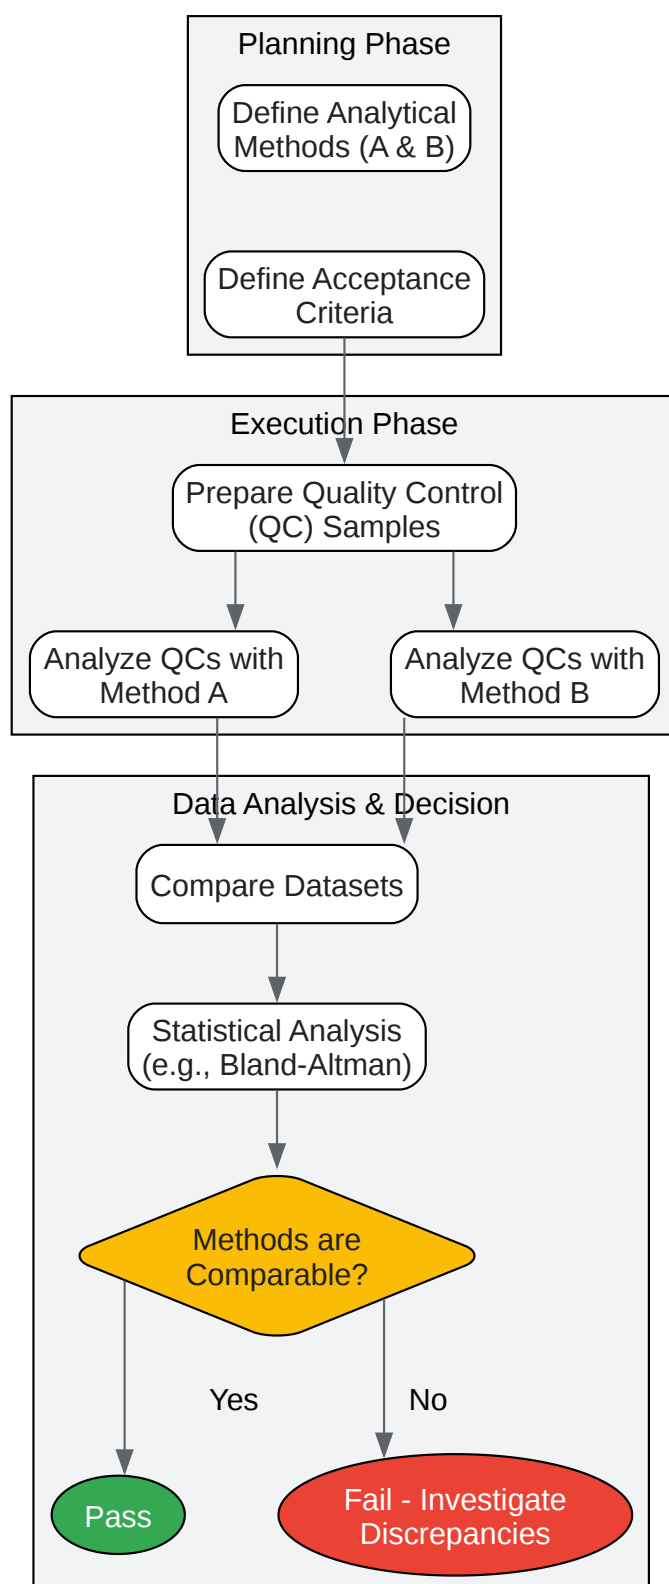 Planning Phase
Define Analytical
Methods (A & B)
Define Acceptance
Criteria
Execution Phase
Prepare Quality Control
(QC) Samples
Analyze QCs with
Method A
Analyze QCs with
Method B
Data Analysis & Decision
Compare Datasets
Statistical Analysis
(e.g., Bland-Altman)
Methods are
Comparable?
Yes
No
Pass
Fail - Investigate
Discrepancies